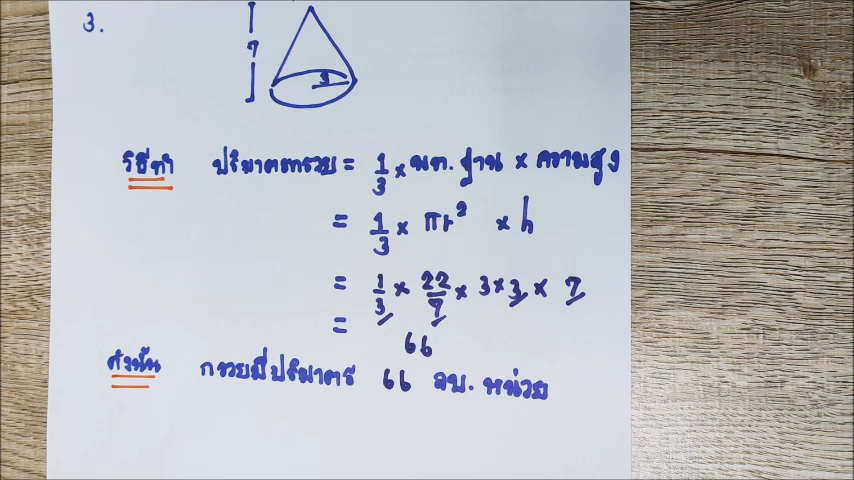 3.
7
3
วิธีทำ ปริมาตรกรวย = 1/3 × พท. ฐาน × ความสูง
= 1/3 × πr² × h
= 1/3 × 22/7 × 3 × 3 × 7
= 66
ดังนั้น กรวยมีปริมาตร 66 ลบ. หน่วย